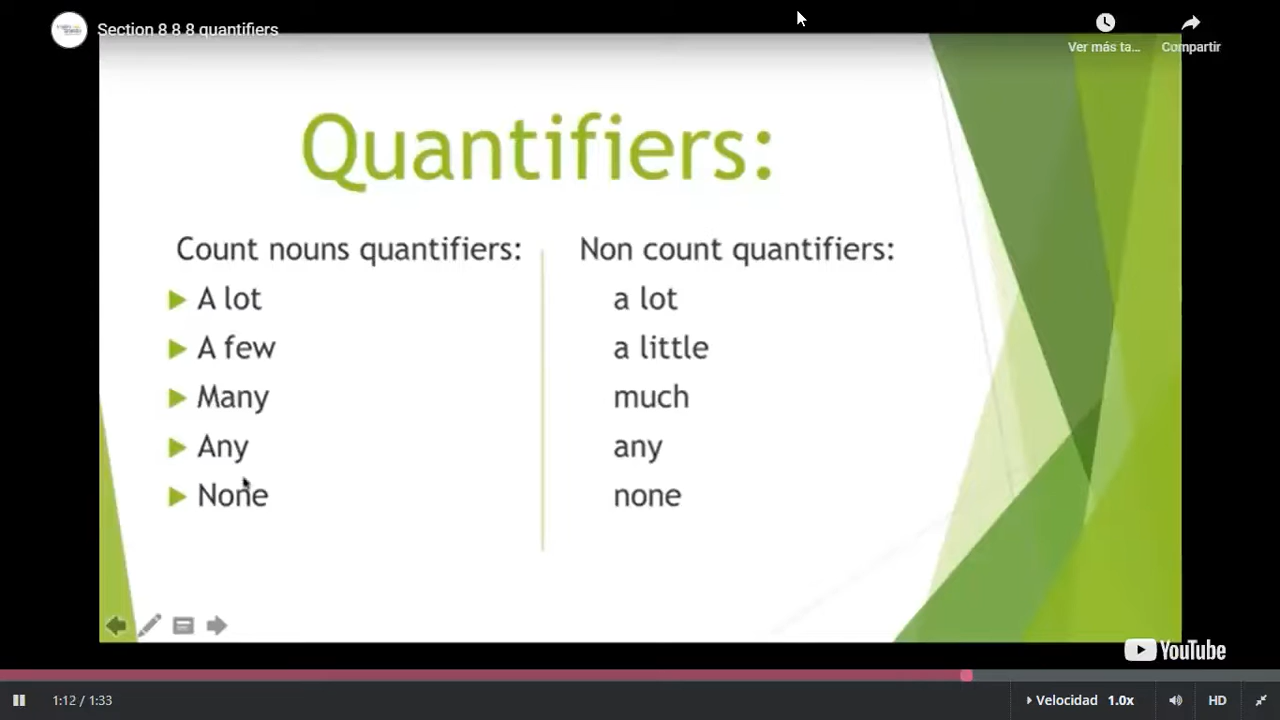 Section 8 8 8 quantifiers
Ver más ta...
Compartir
Quantifiers:
Count nouns quantifiers:
A lot
A few
Many
Any
None
Non count quantifiers:
a lot
a little
much
any
none
YouTube
1:12 / 1:33
Velocidad 1.0x
HD